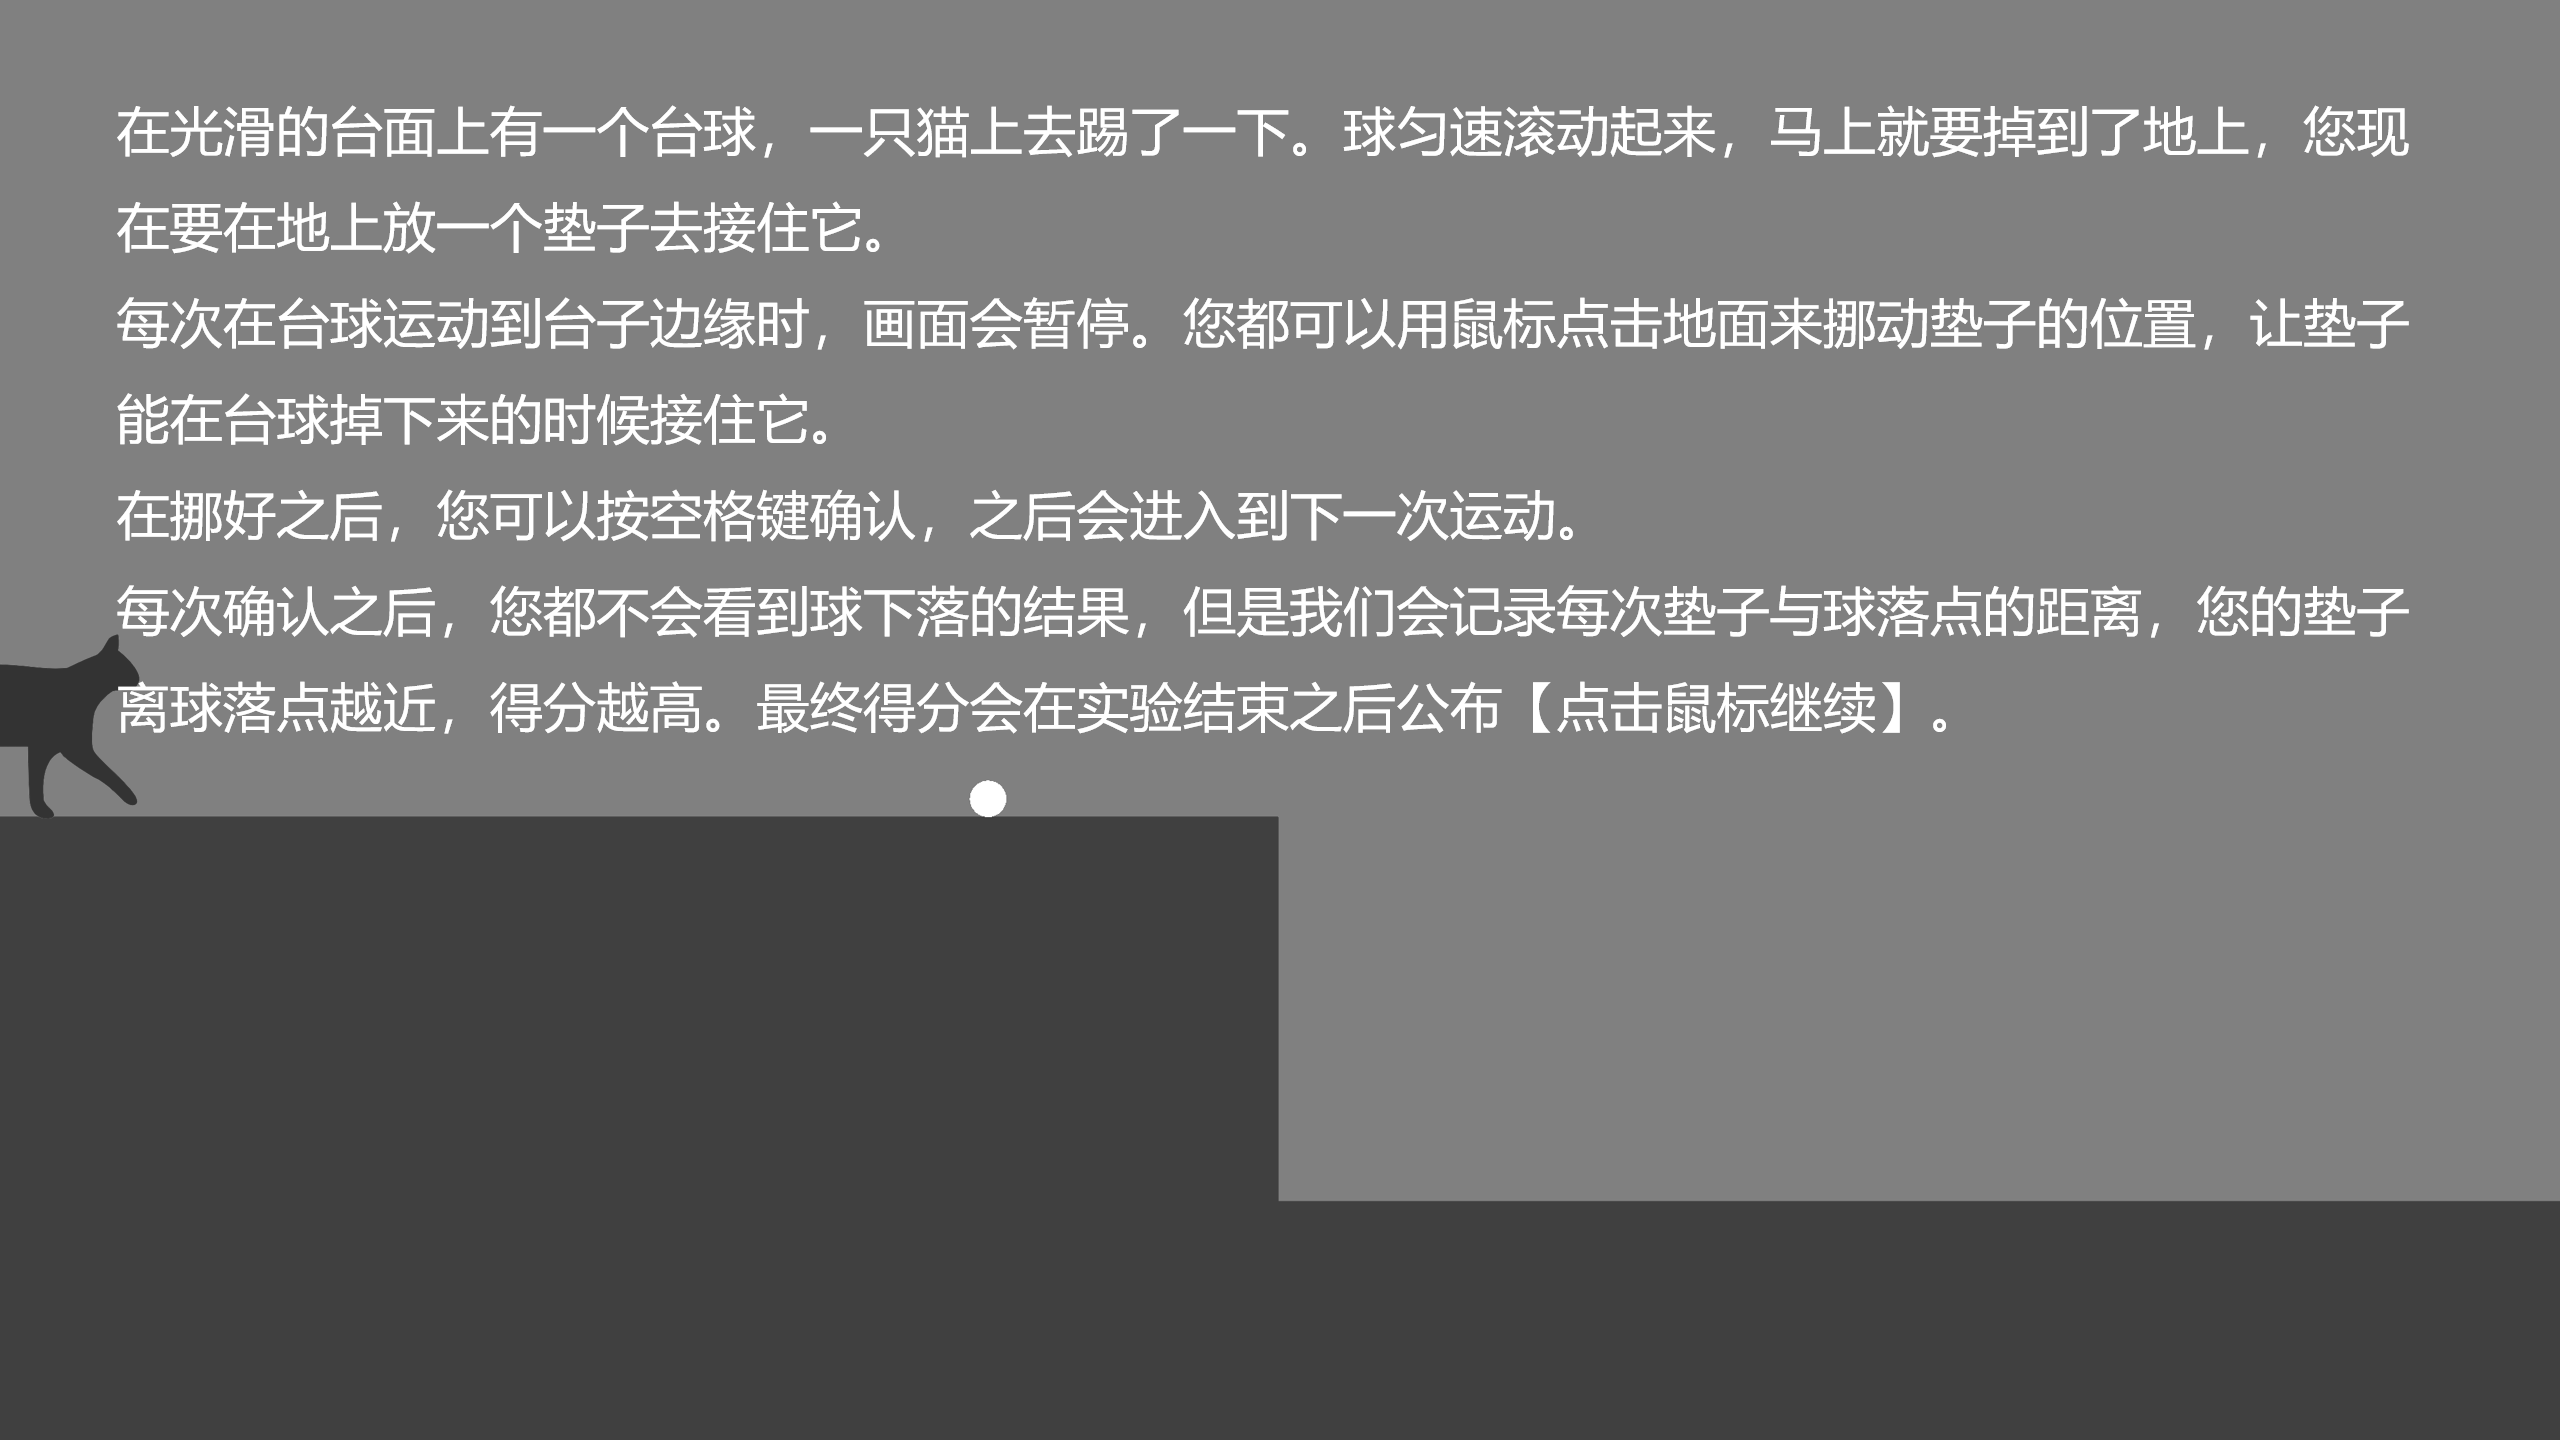 在光滑的台面上有一个台球，一只猫上去踢了一下。球匀速滚动起来，马上就要掉到了地上，您现
在要在地上放一个垫子去接住它。
每次在台球运动到台子边缘时，画面会暂停。您都可以用鼠标点击地面来挪动垫子的位置，让垫子
能在台球掉下来的时候接住它。
在挪好之后，您可以按空格键确认，之后会进入到下一次运动。
每次确认之后，您都不会看到球下落的结果，但是我们会记录每次垫子与球落点的距离，您的垫子
离球落点越近，得分越高。最终得分会在实验结束之后公布【点击鼠标继续】。